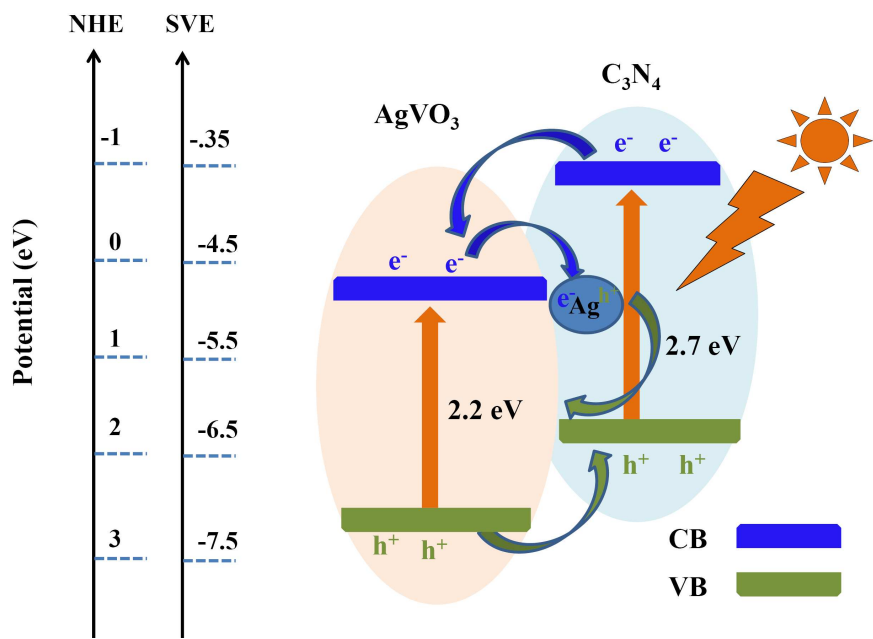 NHE
SVE
C₃N₄
AgVO₃
-1
-.35
e⁻ e⁻
0
-4.5
e⁻ e⁻
e⁻ Ag h⁺
1
-5.5
2.7 eV
Potential (eV)
2
-6.5
2.2 eV
h⁺ h⁺
3
-7.5
h⁺ h⁺
CB
VB